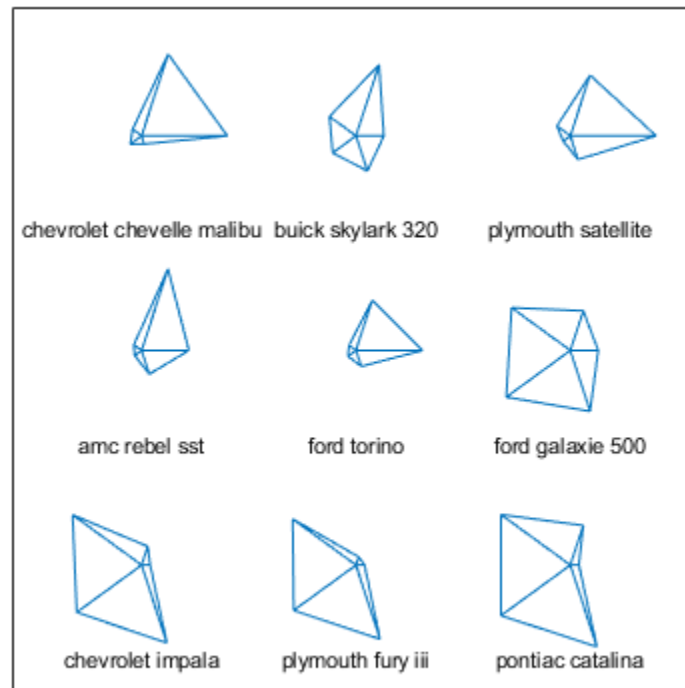 chevrolet chevelle malibu buick skylark 320 plymouth satellite
amc rebel sst ford torino ford galaxie 500
chevrolet impala plymouth fury iii pontiac catalina